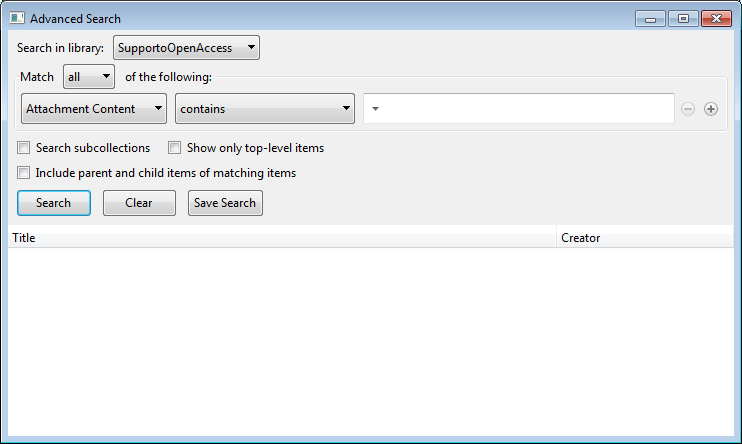 Advanced Search
Search in library: SupportoOpenAccess
Match all of the following:
Attachment Content contains
Search subcollections Show only top-level items
Include parent and child items of matching items
Search Clear Save Search
Title Creator